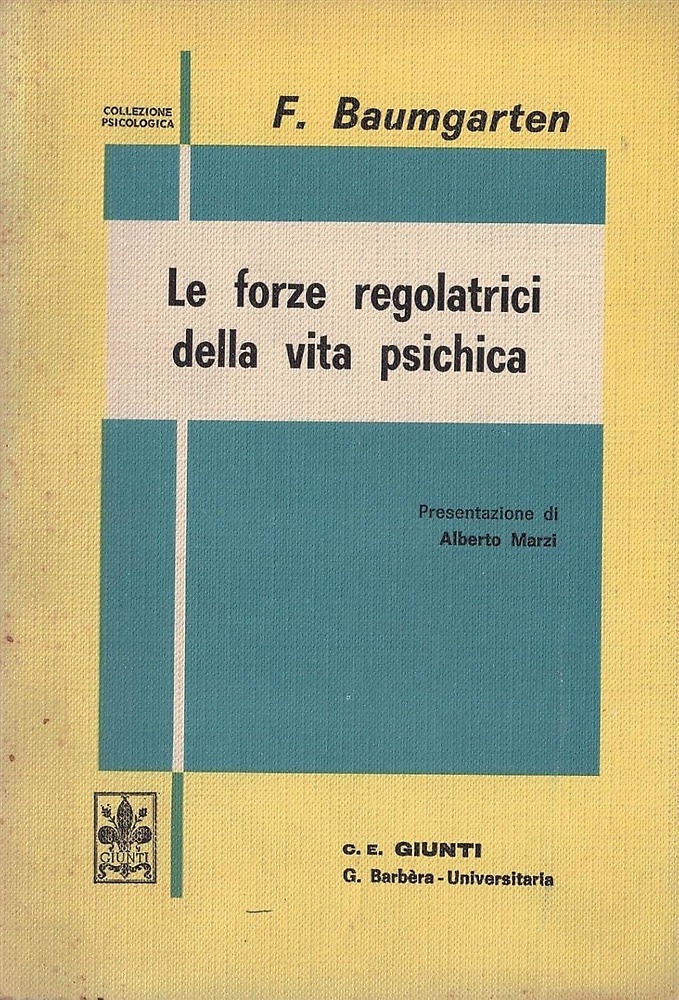 COLLEZIONE
PSICOLOGICA
F. Baumgarten
Le forze regolatrici
della vita psichica
Presentazione di
Alberto Marzi
GIUNTI
C. E. GIUNTI
G. Barbèra - Universitaria